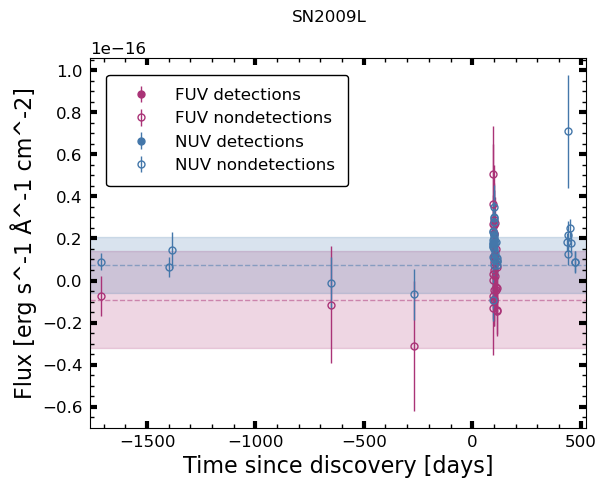 SN2009L
1e−16
FUV detections
FUV nondetections
NUV detections
NUV nondetections
1.0
0.8
0.6
0.4
0.2
0.0
−0.2
−0.4
−0.6
Flux [erg s^-1 Å^-1 cm^-2]
−1500 −1000 −500 0 500
Time since discovery [days]